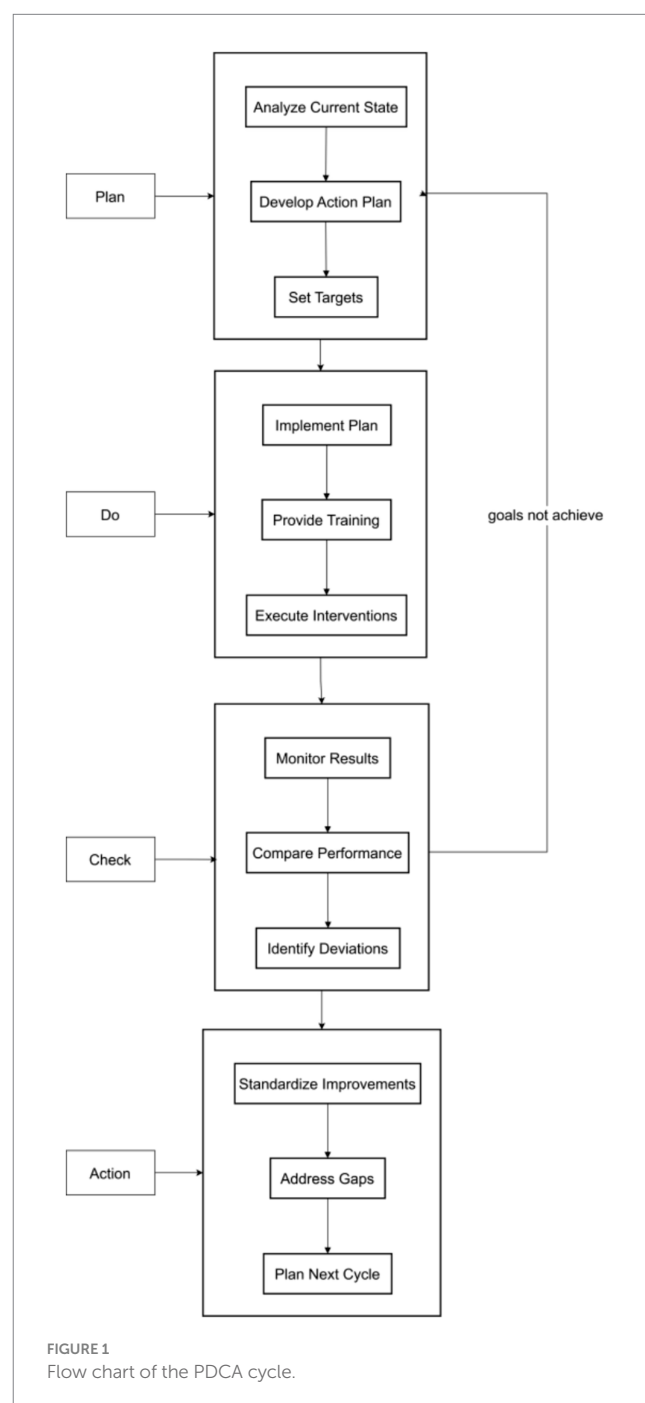 Analyze Current State
Plan
Develop Action Plan
Set Targets
Implement Plan
Do
Provide Training
goals not achieve
Execute Interventions
Monitor Results
Check
Compare Performance
Identify Deviations
Standardize Improvements
Action
Address Gaps
Plan Next Cycle
FIGURE 1
Flow chart of the PDCA cycle.